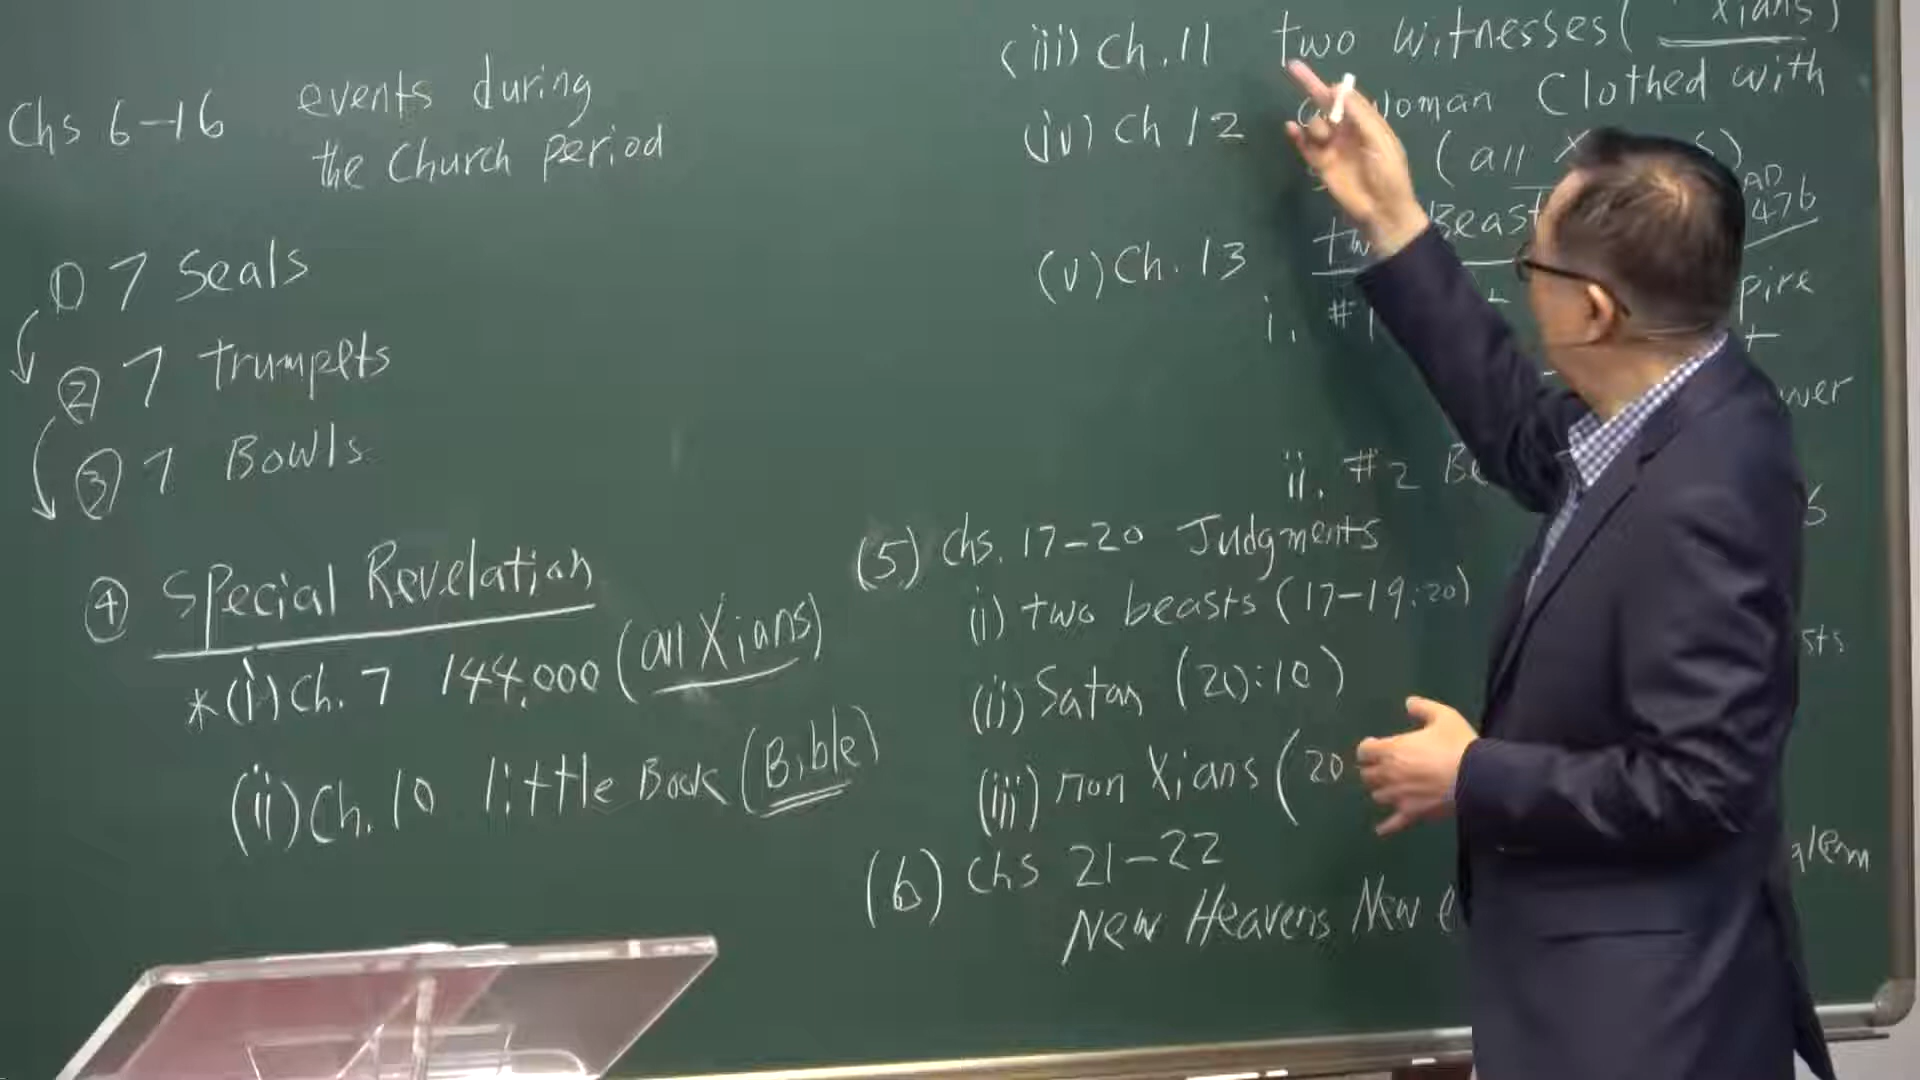 Chs 6-16 events during
the Church period
① 7 Seals
② 7 Trumpets
③ 7 Bowls
④ Special Revelation
*(i) Ch. 7 144,000 (all Xians)
(ii) Ch. 10 little Book (Bible)
(iii) Ch. 11 two witnesses ( Xians)
(iv) Ch 12 Woman Clothed with
(all
(v) Ch. 13 Beast AD 476
i. #1
ii. #2
(5) Chs. 17-20 Judgments
(i) two beasts (17-19:20)
(ii) Satan (20:10)
(iii) non Xians (20
(6) Chs 21-22
New Heavens, New